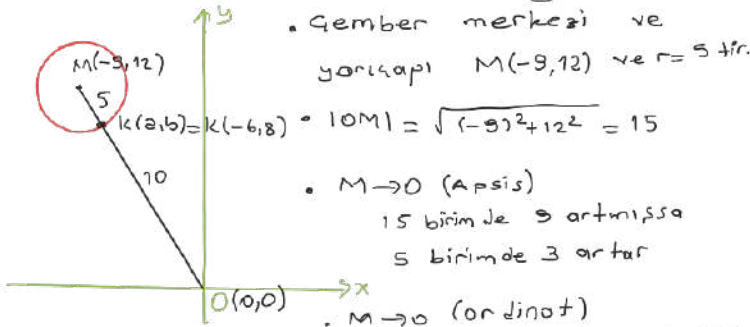 y
M(-9,12)
5
K(a,b)=K(-6,8)
10
O(0,0)
x
• Çember merkezi ve
yarıçapı M(-9,12) ve r=5 tir.
• |OM| = √(-9)²+12² = 15
• M→O (Apsis)
15 birimde 9 artmışsa
5 birimde 3 artar
• M→O (ordinat)